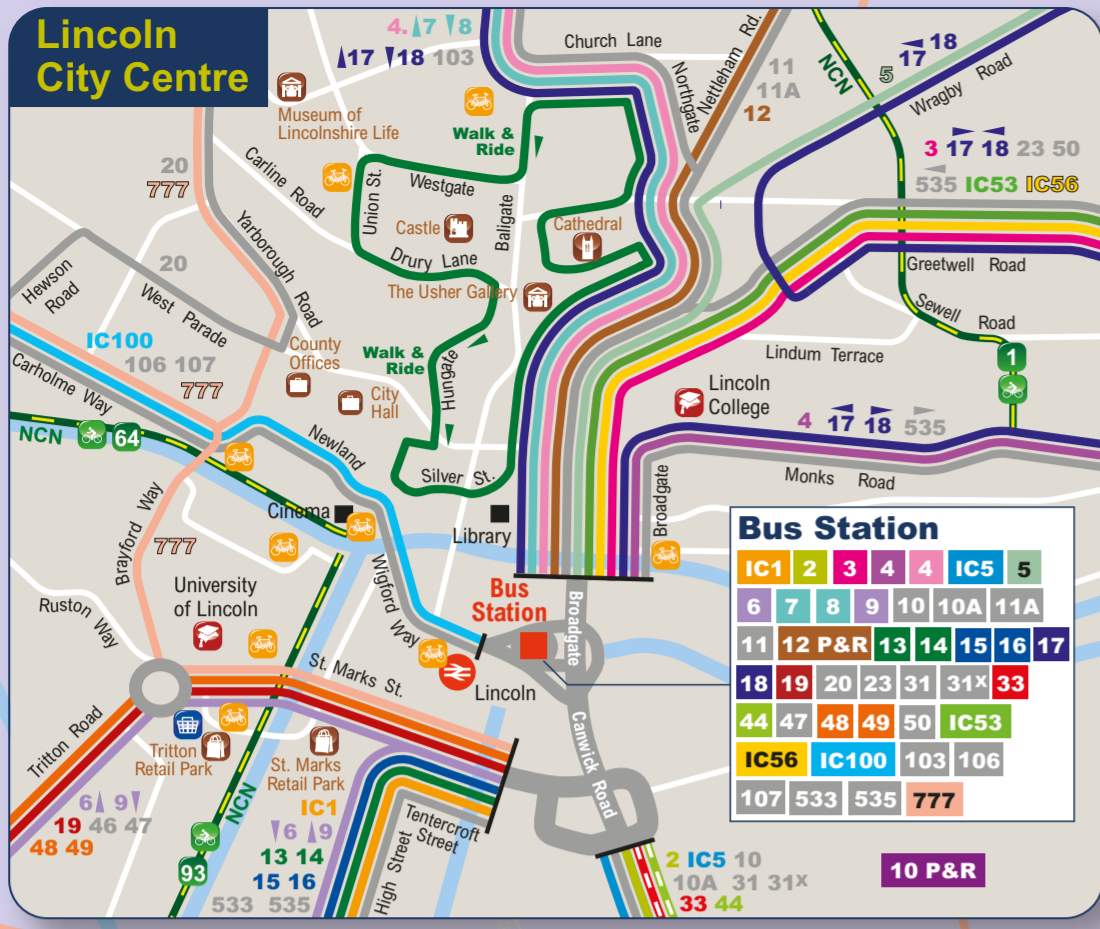 Lincoln
City Centre
4. 7 8
17 18 103
Church Lane
Northgate
Nettleham Rd.
11
11A
12
NCN
5 17 18
Wragby Road
Museum of
Lincolnshire Life
Walk &
Ride
3 17 18 23 50
535 IC53 IC56
20
777
Carline Road
Union St.
Westgate
Bailgate
Castle
Cathedral
Drury Lane
The Usher Gallery
Yarborough Road
Hewson
Road
20
West Parade
Greetwell Road
Sewell Road
Lindum Terrace
1
IC100
106 107
777
Carholme Way
County
Offices
City
Hall
Walk &
Ride
Hungate
Lincoln
College
4 17 18 535
Monks Road
NCN 64
Newland
Silver St.
Broadgate
Cinema
Library
Brayford Way
777
Wigford Way
University
of Lincoln
Ruston Way
Bus
Station
Broadgate
St. Marks St.
Lincoln
Canwick Road
Tritton Road
Tritton
Retail Park
St. Marks
Retail Park
NCN
93
6 9
19 46 47
48 49
IC1
6 9
13 14
15 16
533 535
Tentercroft
Street
High Street
2 IC5 10
10A 31 31x
33 44
Bus Station
IC1 2 3 4 4 IC5 5
6 7 8 9 10 10A 11A
11 12 P&R 13 14 15 16 17
18 19 20 23 31 31x 33
44 47 48 49 50 IC53
IC56 IC100 103 106
107 533 535 777
10 P&R